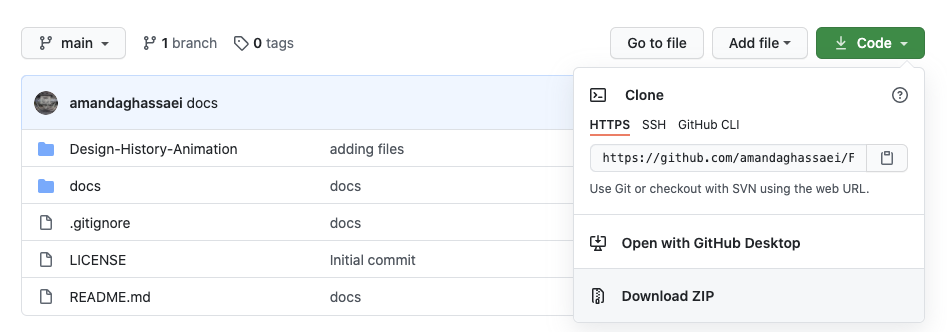 main 1 branch 0 tags Go to file Add file Code
amandaghassaei docs
Clone
HTTPS SSH GitHub CLI
Design-History-Animation adding files
https://github.com/amandaghassaei/F
docs docs
Use Git or checkout with SVN using the web URL.
.gitignore docs
Open with GitHub Desktop
LICENSE Initial commit
README.md docs
Download ZIP